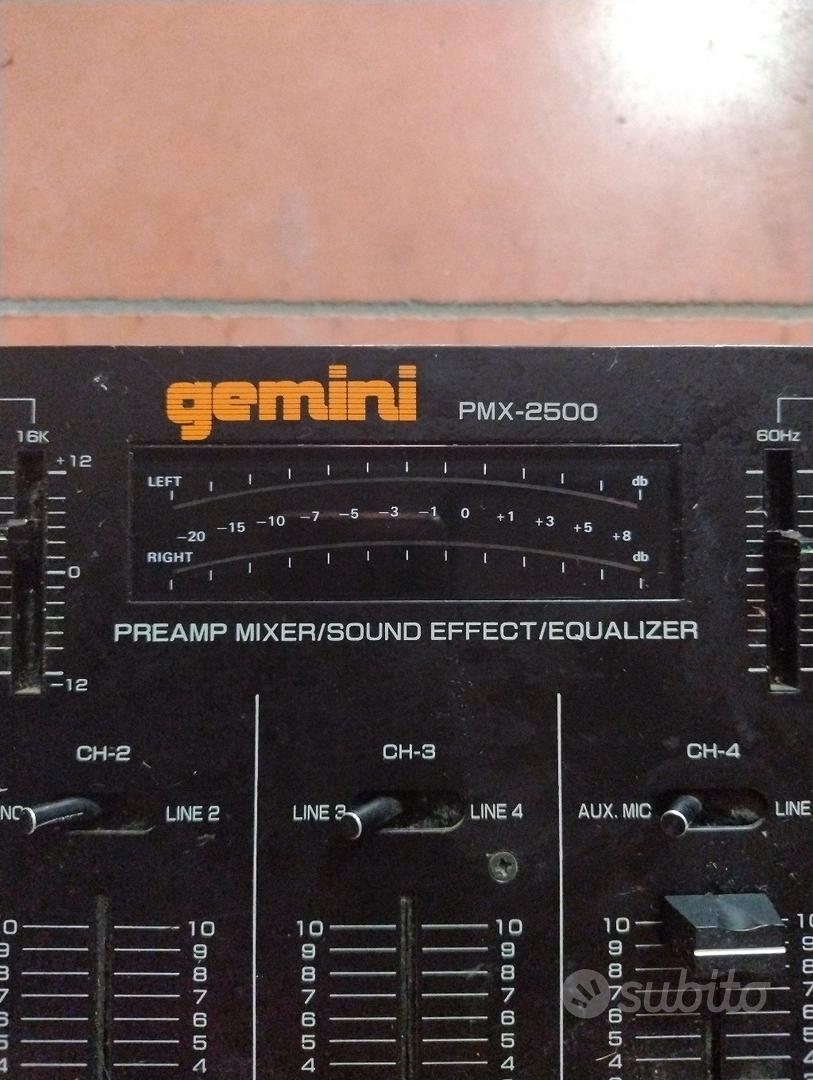 gemini PMX-2500
16K
60Hz
+12
LEFT db
-20 -15 -10 -7 -5 -3 -1 0 +1 +3 +5 +8
RIGHT db
0
PREAMP MIXER/SOUND EFFECT/EQUALIZER
-12
CH-2 CH-3 CH-4
LINE 2 LINE 3 LINE 4 AUX. MIC LINE
10 10 10 10
9 9 9 9 9
8 8 8 8 8
7 7 7 7 7
subito
6 6 6 6 6
5 5 5 5 5
4 4 4 4 4